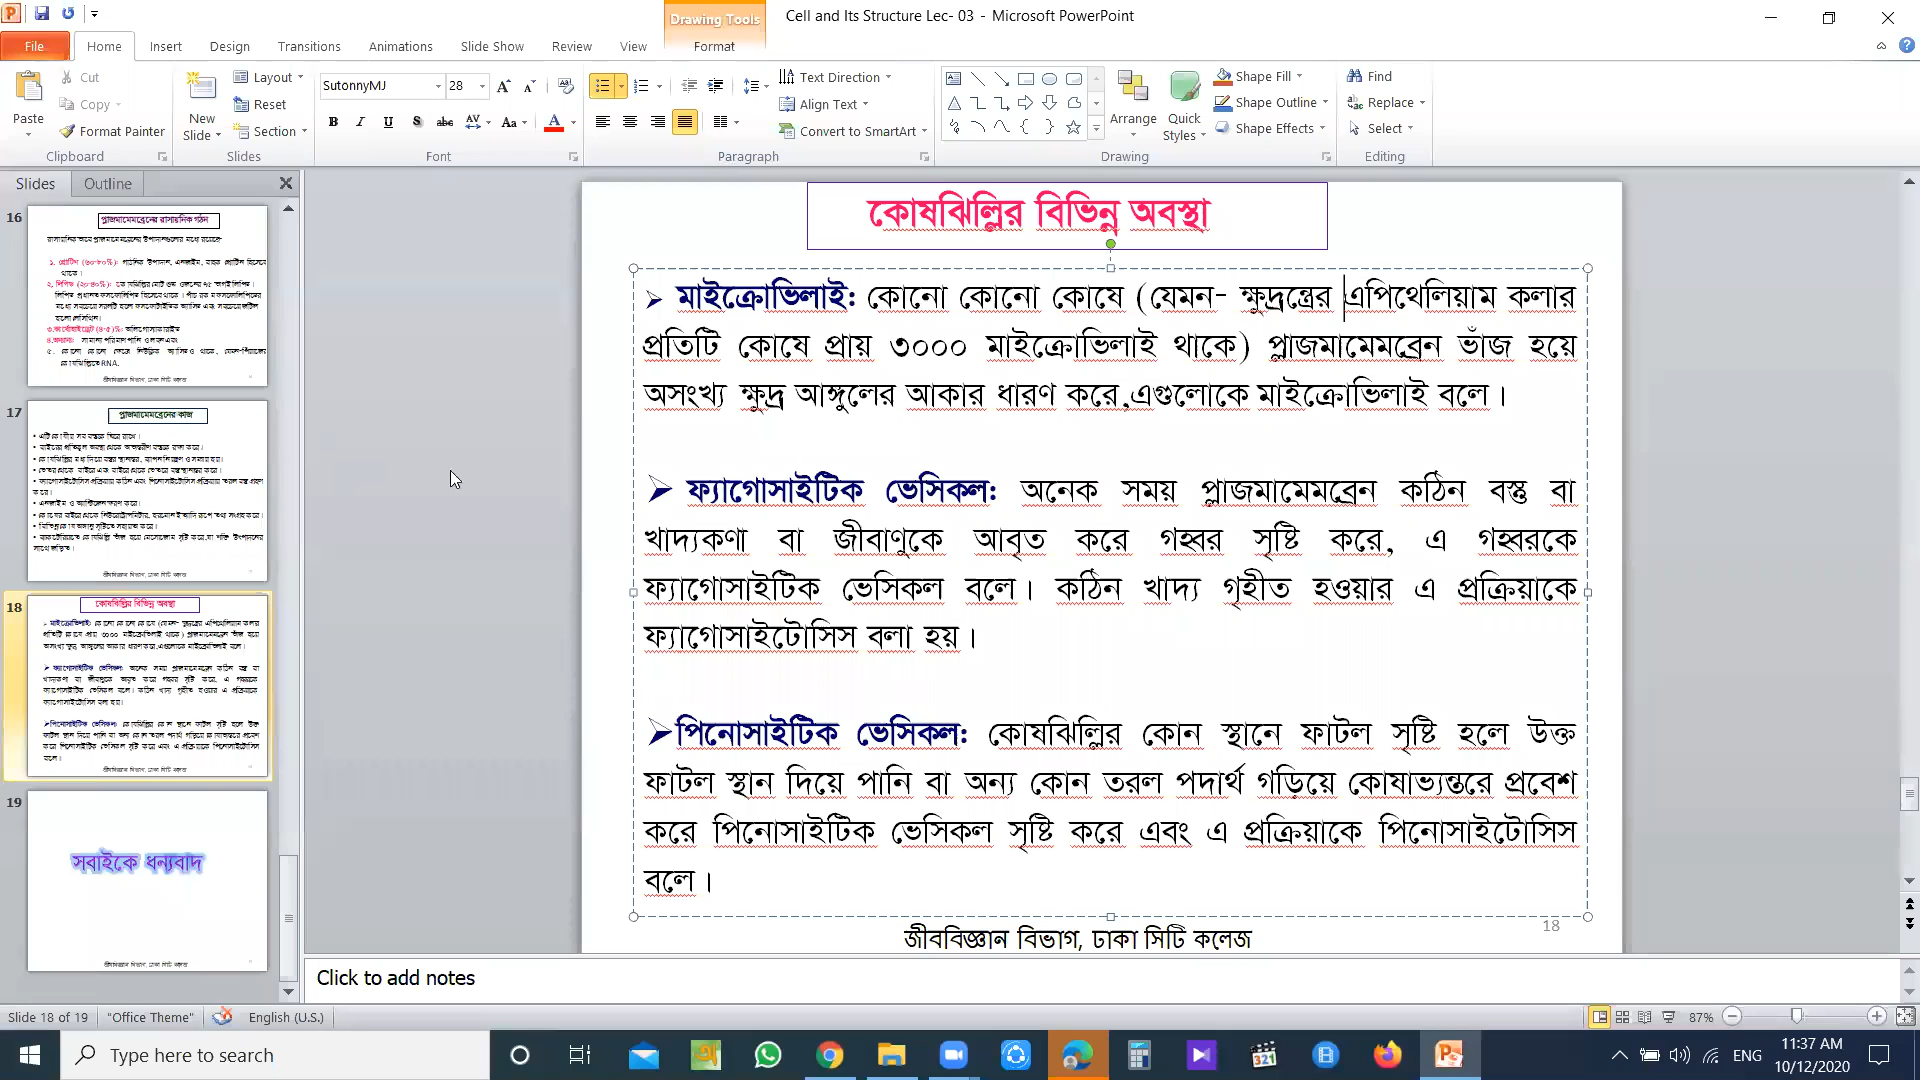 Cell and Its Structure Lec- 03 - Microsoft PowerPoint
Drawing Tools
File Home Insert Design Transitions Animations Slide Show Review View Format
Paste
Cut
Copy
Format Painter
Clipboard
New Slide
Layout
Reset
Section
Slides
SutonnyMJ 28
Font
Text Direction
Align Text
Convert to SmartArt
Paragraph
Arrange
Quick Styles
Shape Fill
Shape Outline
Shape Effects
Drawing
Find
Replace
Select
Editing
Slides Outline
16
প্লাজমামেমব্রেনের রাসায়নিক গঠন
17
প্লাজমামেমব্রেনের কাজ
18
19
সবাইকে ধন্যবাদ
কোষঝিল্লির বিভিন্ন অবস্থা
➢ মাইক্রোভিলাই: কোনো কোনো কোষে (যেমন- ক্ষুদ্রন্ত্রের এপিথেলিয়াম কলার
প্রতিটি কোষে প্রায় ৩০০০ মাইক্রোভিলাই থাকে) প্লাজমামেমব্রেন ভাঁজ হয়ে
অসংখ্য ক্ষুদ্র আঙ্গুলের আকার ধারণ করে,এগুলোকে মাইক্রোভিলাই বলে।
➢ ফ্যাগোসাইটিক ভেসিকল: অনেক সময় প্লাজমামেমব্রেন কঠিন বস্তু বা
খাদ্যকণা বা জীবাণুকে আবৃত করে গহ্বর সৃষ্টি করে, এ গহ্বরকে
ফ্যাগোসাইটিক ভেসিকল বলে। কঠিন খাদ্য গৃহীত হওয়ার এ প্রক্রিয়াকে
ফ্যাগোসাইটোসিস বলা হয়।
➢পিনোসাইটিক ভেসিকল: কোষঝিল্লির কোন স্থানে ফাটল সৃষ্টি হলে উক্ত
ফাটল স্থান দিয়ে পানি বা অন্য কোন তরল পদার্থ গড়িয়ে কোষাভ্যন্তরে প্রবেশ
করে পিনোসাইটিক ভেসিকল সৃষ্টি করে এবং এ প্রক্রিয়াকে পিনোসাইটোসিস
বলে।
18
জীববিজ্ঞান বিভাগ, ঢাকা সিটি কলেজ
Click to add notes
Slide 18 of 19 "Office Theme" English (U.S.) 87%
Type here to search
ENG
11:37 AM
10/12/2020